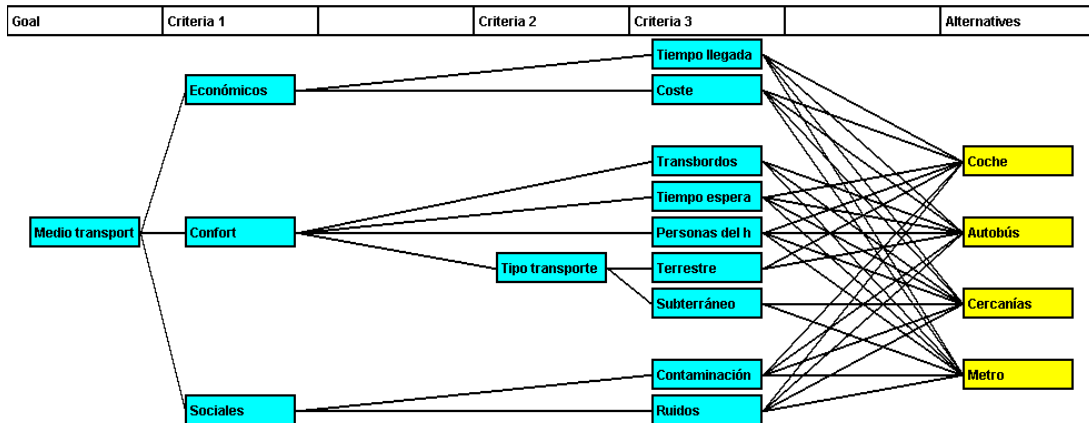 Goal
Criteria 1
Criteria 2
Criteria 3
Alternatives
Tiempo llegada
Económicos
Coste
Transbordos
Coche
Tiempo espera
Medio transport
Confort
Personas del h
Autobús
Tipo transporte
Terrestre
Subterráneo
Cercanías
Contaminación
Metro
Sociales
Ruidos